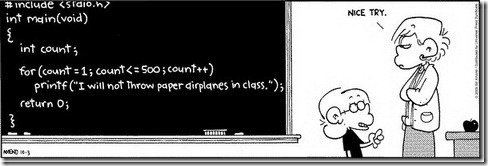 #include <stdio.h>
int main(void)
{
int count;
for (count = 1; count <= 500; count++)
printf("I will not throw paper airplanes in class.");
return 0;
}
AMEND 10-3
NICE TRY.